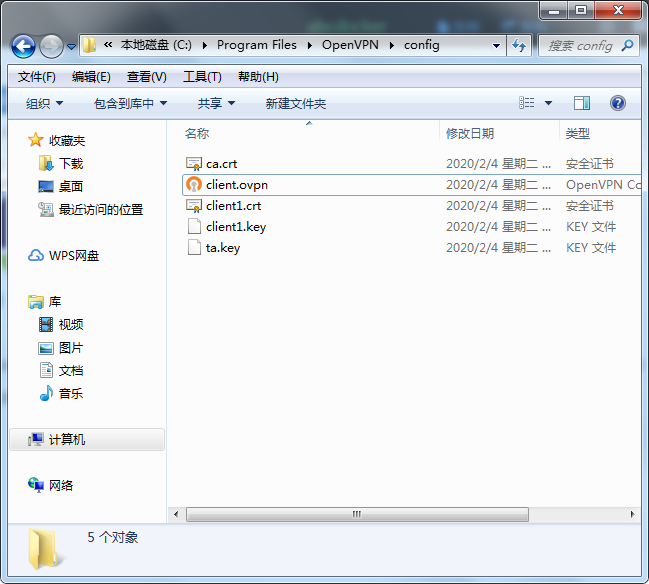 « 本地磁盘 (C:) Program Files OpenVPN config 搜索 config
文件(F) 编辑(E) 查看(V) 工具(T) 帮助(H)
组织 包含到库中 共享 新建文件夹
收藏夹
下载
桌面
最近访问的位置
WPS网盘
库
视频
图片
文档
音乐
计算机
网络
名称 修改日期 类型
ca.crt 2020/2/4 星期二 ... 安全证书
client.ovpn 2020/2/4 星期二 ... OpenVPN Co
client1.crt 2020/2/4 星期二 ... 安全证书
client1.key 2020/2/4 星期二 ... KEY 文件
ta.key 2020/2/4 星期二 ... KEY 文件
5 个对象